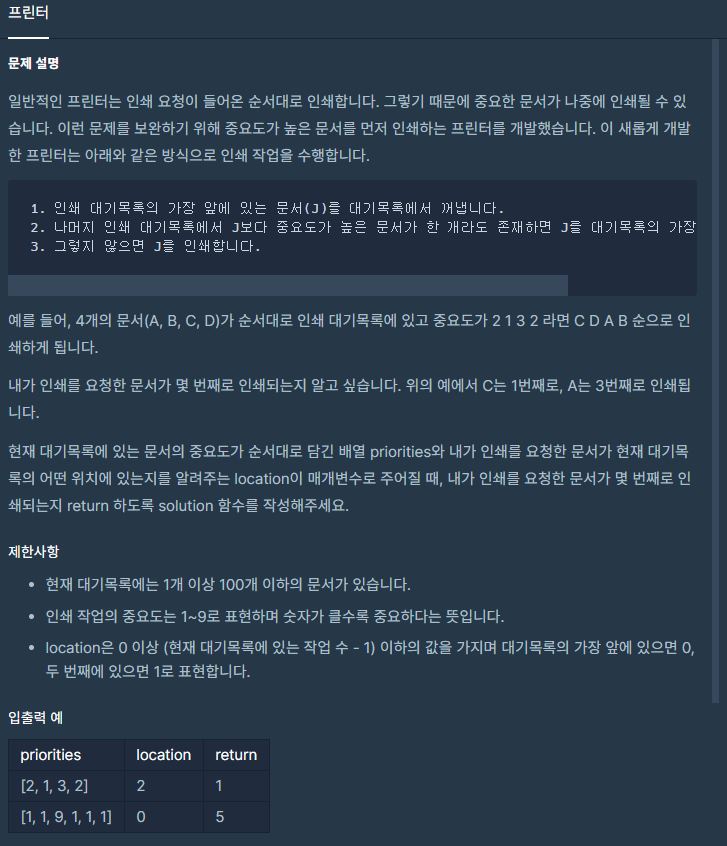 프린터
문제 설명
일반적인 프린터는 인쇄 요청이 들어온 순서대로 인쇄합니다. 그렇기 때문에 중요한 문서가 나중에 인쇄될 수 있
습니다. 이런 문제를 보완하기 위해 중요도가 높은 문서를 먼저 인쇄하는 프린터를 개발했습니다. 이 새롭게 개발
한 프린터는 아래와 같은 방식으로 인쇄 작업을 수행합니다.
1. 인쇄 대기목록의 가장 앞에 있는 문서(J)를 대기목록에서 꺼냅니다.
2. 나머지 인쇄 대기목록에서 J보다 중요도가 높은 문서가 한 개라도 존재하면 J를 대기목록의 가장
3. 그렇지 않으면 J를 인쇄합니다.
예를 들어, 4개의 문서(A, B, C, D)가 순서대로 인쇄 대기목록에 있고 중요도가 2 1 3 2 라면 C D A B 순으로 인
쇄하게 됩니다.
내가 인쇄를 요청한 문서가 몇 번째로 인쇄되는지 알고 싶습니다. 위의 예에서 C는 1번째로, A는 3번째로 인쇄됩
니다.
현재 대기목록에 있는 문서의 중요도가 순서대로 담긴 배열 priorities와 내가 인쇄를 요청한 문서가 현재 대기목
록의 어떤 위치에 있는지를 알려주는 location이 매개변수로 주어질 때, 내가 인쇄를 요청한 문서가 몇 번째로 인
쇄되는지 return 하도록 solution 함수를 작성해주세요.
제한사항
• 현재 대기목록에는 1개 이상 100개 이하의 문서가 있습니다.
• 인쇄 작업의 중요도는 1~9로 표현하며 숫자가 클수록 중요하다는 뜻입니다.
• location은 0 이상 (현재 대기목록에 있는 작업 수 - 1) 이하의 값을 가지며 대기목록의 가장 앞에 있으면 0,
두 번째에 있으면 1로 표현합니다.
입출력 예
priorities location return
[2, 1, 3, 2] 2 1
[1, 1, 9, 1, 1, 1] 0 5